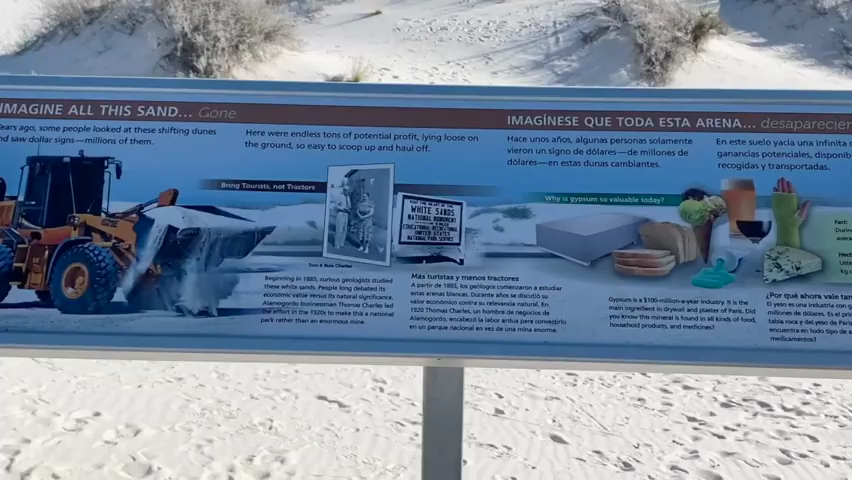 IMAGINE ALL THIS SAND... Gone
ears ago, some people looked at these shifting dunes
nd saw dollar signs—millions of them.
Here were endless tons of potential profit, lying loose on
the ground, so easy to scoop up and haul off.
Bring Tourists, not Tractors
WHITE SANDS
NATIONAL MONUMENT
UNITED STATES
NATIONAL PARK SERVICE
Tom & Bula Charles
Beginning in 1885, curious geologists studied
these white sands. People long debated its
economic value versus its natural significance.
Alamogordo businessman Thomas Charles led
the effort in the 1920s to make this a national
park rather than an enormous mine.
Más turistas y menos tractores
A partir de 1885, los geólogos comenzaron a estudiar
estas arenas blancas. Durante años se discutió su
valor económico contra su relevancia natural. En
1920 Thomas Charles, un hombre de negocios de
Alamogordo, encabezó la labor ardua para convertirlo
en un parque nacional en vez de una mina enorme.
IMAGÍNESE QUE TODA ESTA ARENA... desaparecier
Hace unos años, algunas personas solamente
vieron un signo de dólares—de millones de
dólares—en estas dunas cambiantes.
En este suelo yacía una infinita
ganancias potenciales, disponib
recogidas y transportadas.
Why is gypsum so valuable today?
Gypsum is a $100-million-a-year industry. It is the
main ingredient in drywall and plaster of Paris. Did
you know this mineral is found in all kinds of food,
household products, and medicines?
Fact:
Durin
avera
Hech
Uste
kg c
¿Por qué ahora vale tan
El yeso es una industria con g
millones de dólares. Es el pri
tabla roca y del yeso de París
encuentra en todo tipo de a
medicamentos?